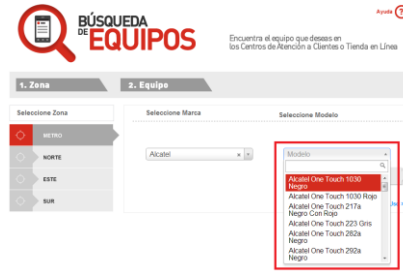 Ayuda ?
BÚSQUEDA
DE EQUIPOS
Encuentra el equipo que deseas en
los Centros de Atención a Clientes o Tienda en Línea
1. Zona
2. Equipo
Seleccione Zona
Seleccione Marca
Seleccione Modelo
METRO
NORTE
ESTE
SUR
Alcatel
Modelo
Alcatel One Touch 1030
Negro
Alcatel One Touch 1030 Rojo
Alcatel One Touch 217a
Negro Con Rojo
Alcatel One Touch 223 Gris
Alcatel One Touch 282a
Negro
Alcatel One Touch 292a
Negro